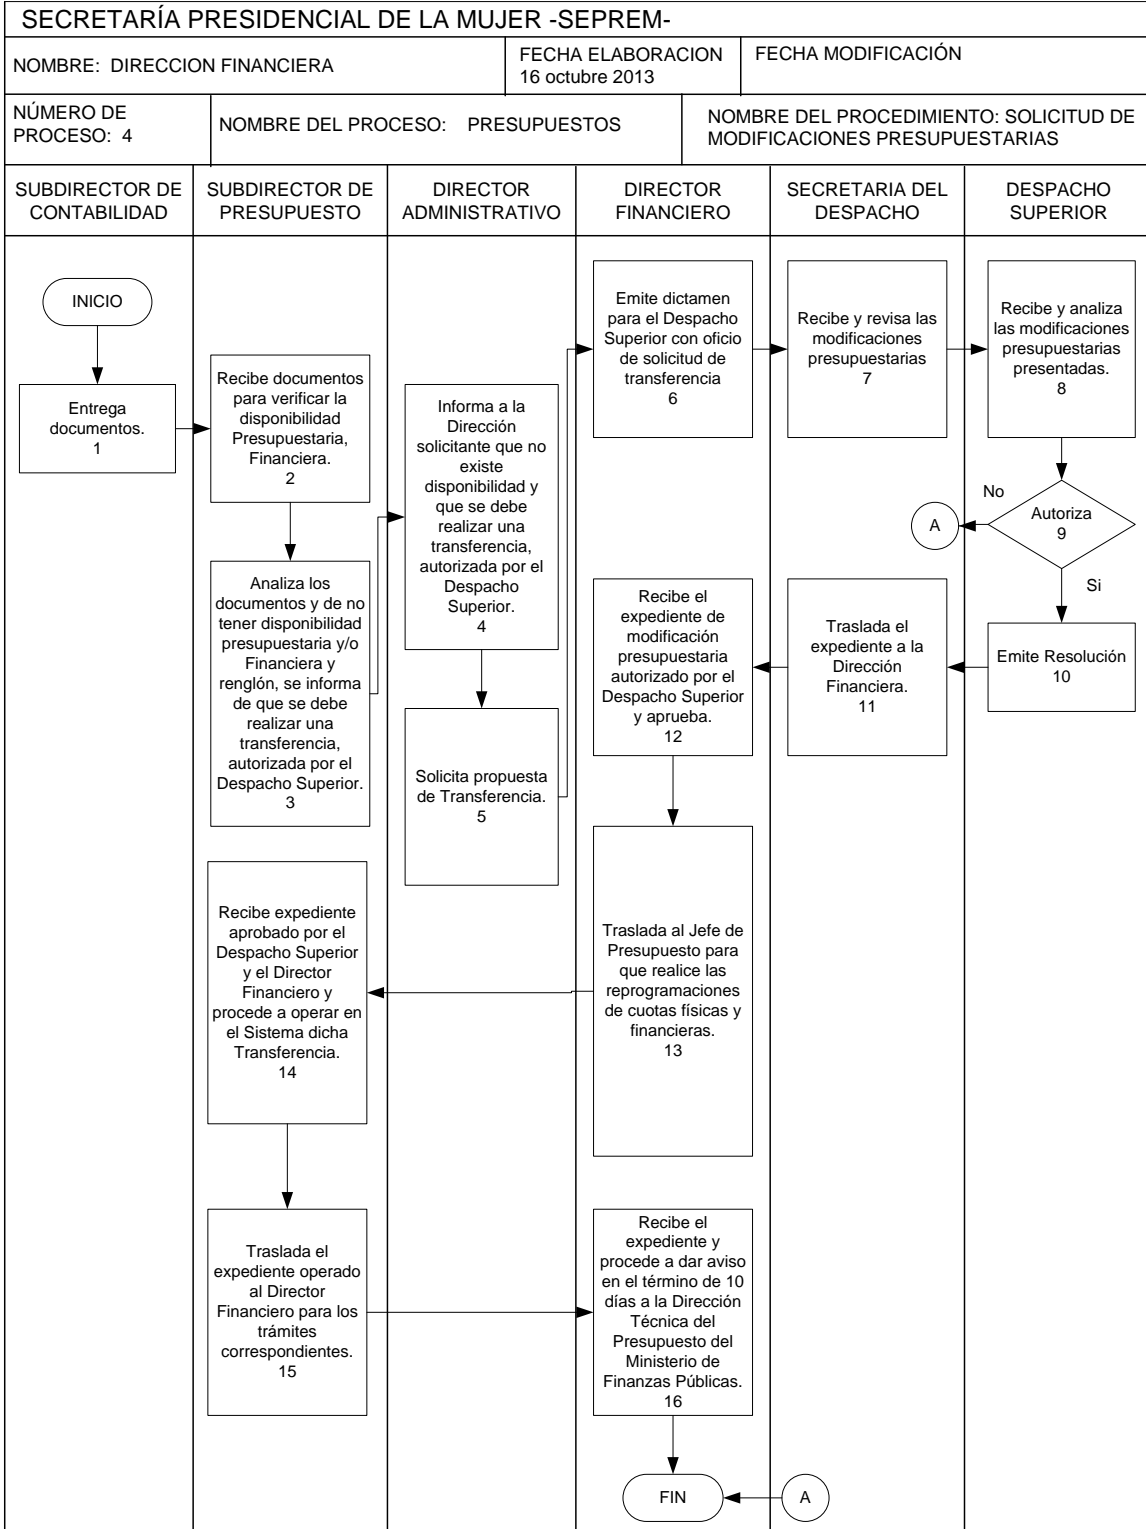 SECRETARÍA PRESIDENCIAL DE LA MUJER -SEPREM-
NOMBRE: DIRECCION FINANCIERA
FECHA ELABORACION
16 octubre 2013
FECHA MODIFICACIÓN
NÚMERO DE
PROCESO: 4
NOMBRE DEL PROCESO: PRESUPUESTOS
NOMBRE DEL PROCEDIMIENTO: SOLICITUD DE
MODIFICACIONES PRESUPUESTARIAS
SUBDIRECTOR DE
CONTABILIDAD
SUBDIRECTOR DE
PRESUPUESTO
DIRECTOR
ADMINISTRATIVO
DIRECTOR
FINANCIERO
SECRETARIA DEL
DESPACHO
DESPACHO
SUPERIOR
INICIO
Entrega
documentos.
1
Recibe documentos
para verificar la
disponibilidad
Presupuestaria,
Financiera.
2
Analiza los
documentos y de no
tener disponibilidad
presupuestaria y/o
Financiera y
renglón, se informa
de que se debe
realizar una
transferencia,
autorizada por el
Despacho Superior.
3
Informa a la
Dirección
solicitante que no
existe
disponibilidad y
que se debe
realizar una
transferencia,
autorizada por el
Despacho
Superior.
4
Solicita propuesta
de Transferencia.
5
Emite dictamen
para el Despacho
Superior con oficio
de solicitud de
transferencia
6
Recibe y revisa las
modificaciones
presupuestarias
7
Recibe y analiza
las modificaciones
presupuestarias
presentadas.
8
Autoriza
9
No
A
Si
Emite Resolución
10
Traslada el
expediente a la
Dirección
Financiera.
11
Recibe el
expediente de
modificación
presupuestaria
autorizado por el
Despacho Superior
y aprueba.
12
Traslada al Jefe de
Presupuesto para
que realice las
reprogramaciones
de cuotas físicas y
financieras.
13
Recibe expediente
aprobado por el
Despacho Superior
y el Director
Financiero y
procede a operar en
el Sistema dicha
Transferencia.
14
Traslada el
expediente operado
al Director
Financiero para los
trámites
correspondientes.
15
Recibe el
expediente y
procede a dar aviso
en el término de 10
días a la Dirección
Técnica del
Presupuesto del
Ministerio de
Finanzas Públicas.
16
FIN
A